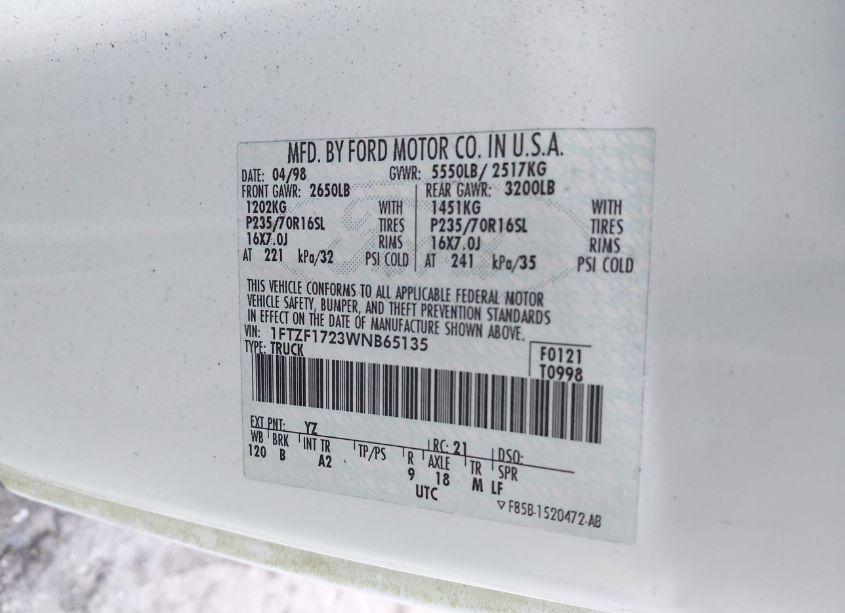 MFD. BY FORD MOTOR CO. IN U.S.A.
DATE: 04/98 GVWR: 5550LB/ 2517KG
FRONT GAWR: 2650LB REAR GAWR: 3200LB
1202KG WITH 1451KG WITH
P235/70R16SL TIRES P235/70R16SL TIRES
16X7.0J RIMS 16X7.0J RIMS
AT 221 kPa/32 PSI COLD AT 241 kPa/35 PSI COLD
THIS VEHICLE CONFORMS TO ALL APPLICABLE FEDERAL MOTOR
VEHICLE SAFETY, BUMPER, AND THEFT PREVENTION STANDARDS
IN EFFECT ON THE DATE OF MANUFACTURE SHOWN ABOVE.
VIN: 1FTZF1723WNB65135
TYPE: TRUCK F0121
T0998
EXT PNT: YZ RC: 21 DSO:
WB BRK INT TR TP/PS R AXLE TR SPR
120 B A2 9 18 M LF
UTC
▽ F85B-1520472-AB